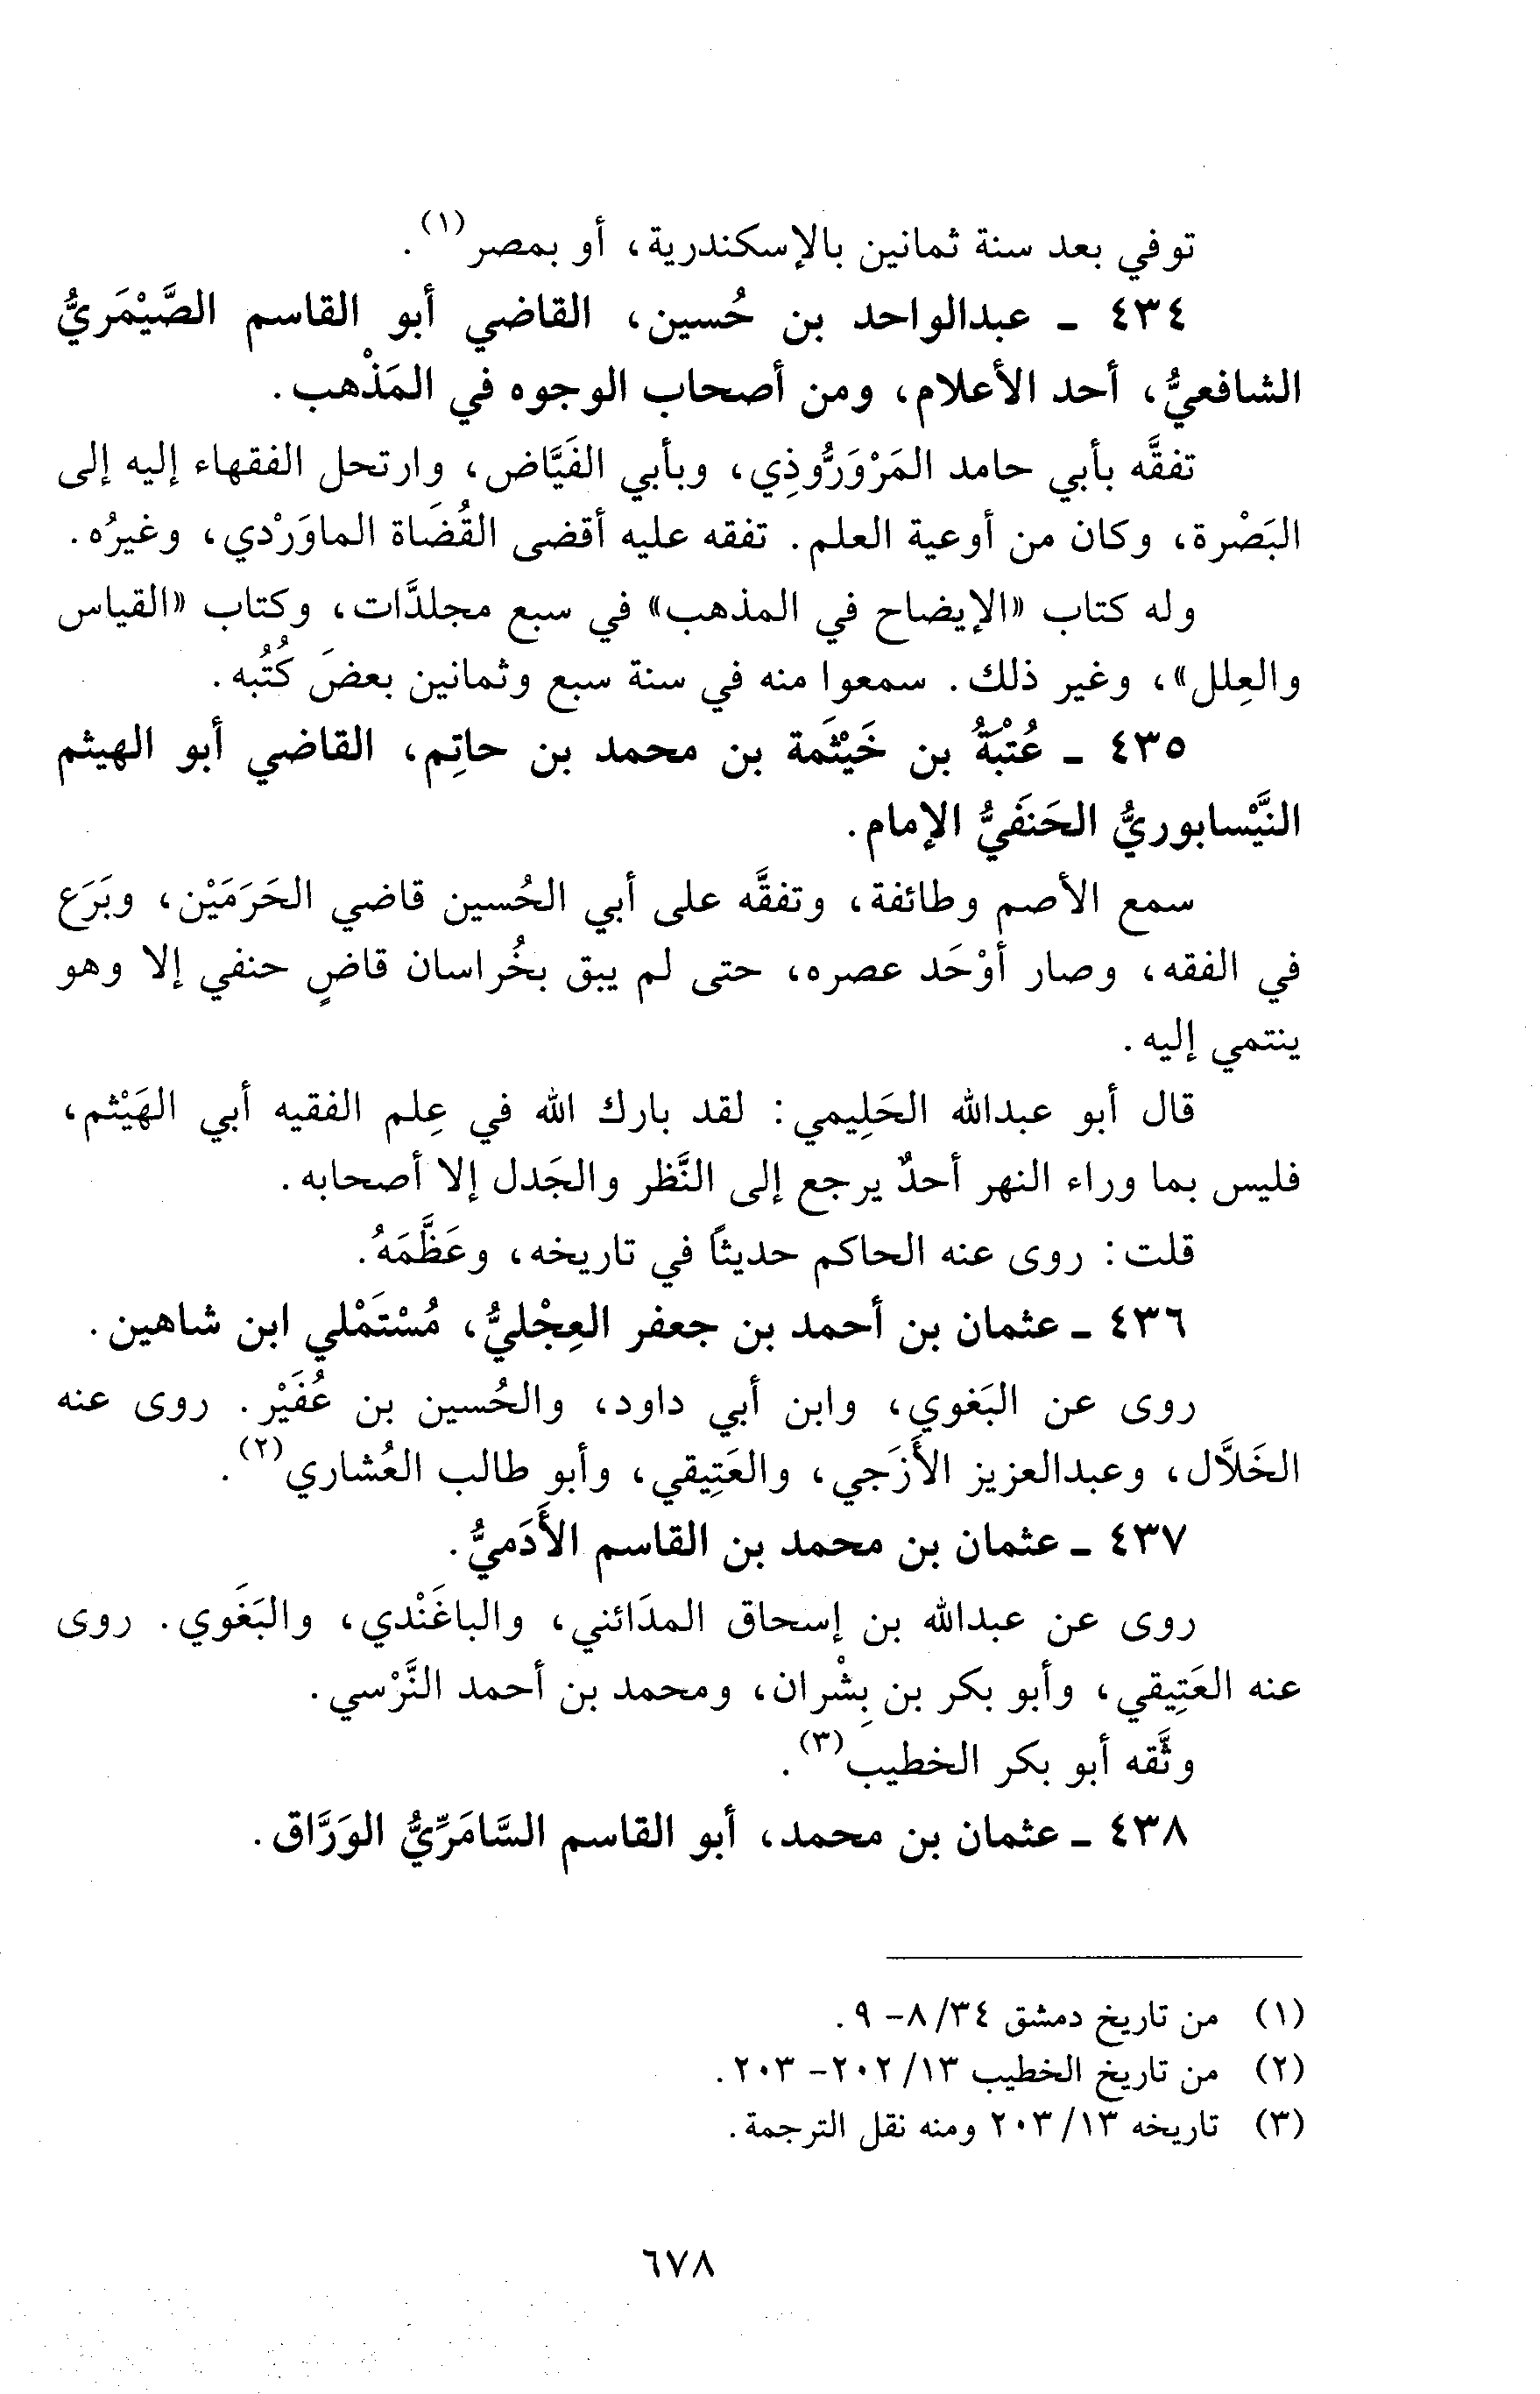 توفي بعد سنة ثمانين بالإسكندرية، أو بمصر(١).
٤٣٤ ـ عبدالواحد بن حُسين، القاضي أبو القاسم الصَّيْمَريُّ
الشافعيُّ، أحد الأعلام، ومن أصحاب الوجوه في المَذْهب.
تفقَّه بأبي حامد المَرْوَرُّوذِي، وبأبي الفَيَّاض، وارتحل الفقهاء إليه إلى
البَصْرة، وكان من أوعية العلم. تفقه عليه أقضى القُضَاة الماوَرْدي، وغيرُه.
وله كتاب «الإيضاح في المذهب» في سبع مجلدَّات، وكتاب «القياس
والعِلل»، وغير ذلك. سمعوا منه في سنة سبع وثمانين بعضَ كُتُبه.
٤٣٥ ـ عُتْبَةُ بن خَيْثَمة بن محمد بن حاتِم، القاضي أبو الهيثم
النَّيْسابوريُّ الحَنَفيُّ الإمام.
سمع الأصم وطائفة، وتفقَّه على أبي الحُسين قاضي الحَرَمَيْن، وبَرَع
في الفقه، وصار أوْحَد عصره، حتى لم يبق بخُراسان قاضٍ حنفي إلا وهو
ينتمي إليه.
قال أبو عبدالله الحَلِيمي: لقد بارك الله في عِلم الفقيه أبي الهَيْثم،
فليس بما وراء النهر أحدٌ يرجع إلى النَّظر والجَدل إلا أصحابه.
قلت: روى عنه الحاكم حديثاً في تاريخه، وعَظَّمَهُ.
٤٣٦ ـ عثمان بن أحمد بن جعفر العِجْليُّ، مُسْتَمْلي ابن شاهين.
روى عن البَغوي، وابن أبي داود، والحُسين بن عُفَيْر. روى عنه
الخَلاَّل، وعبدالعزيز الأَزَجي، والعَتِيقي، وأبو طالب العُشاري(٢).
٤٣٧ ـ عثمان بن محمد بن القاسم الأَدَميُّ.
روى عن عبدالله بن إسحاق المدَائني، والباغَنْدي، والبَغَوي. روى
عنه العَتِيقي، وأبو بكر بن بِشْران، ومحمد بن أحمد النَّرْسي.
وثَّقه أبو بكر الخطيب(٣).
٤٣٨ ـ عثمان بن محمد، أبو القاسم السَّامَرِّيُّ الوَرَّاق.
(١) من تاريخ دمشق ٣٤/ ٨- ٩.
(٢) من تاريخ الخطيب ١٣/ ٢٠٢- ٢٠٣.
(٣) تاريخه ١٣/ ٢٠٣ ومنه نقل الترجمة.
٦٧٨